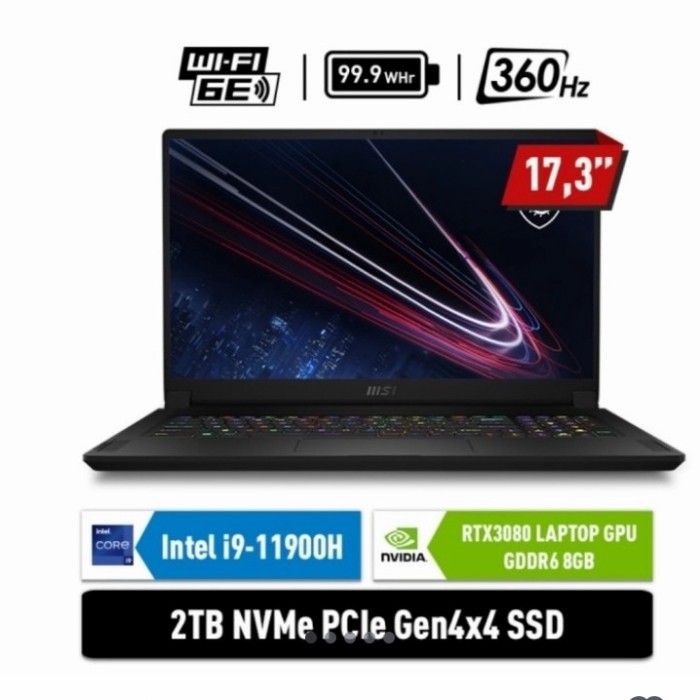 WI-FI
6E
99.9 WHr
360Hz
17,3”
msi
intel
CORE
i9
Intel i9-11900H
NVIDIA.
RTX3080 LAPTOP GPU
GDDR6 8GB
2TB NVMe PCIe Gen4x4 SSD